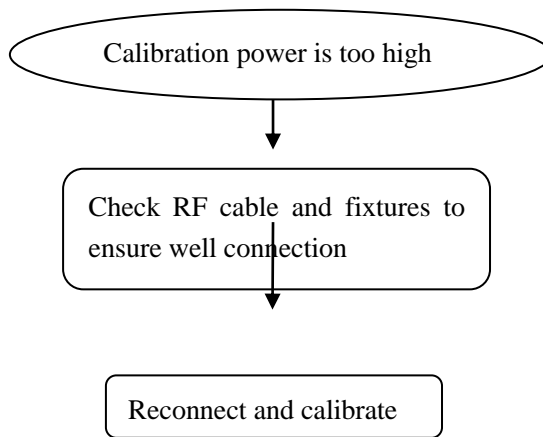 Calibration power is too high
Check RF cable and fixtures to
ensure well connection
Reconnect and calibrate